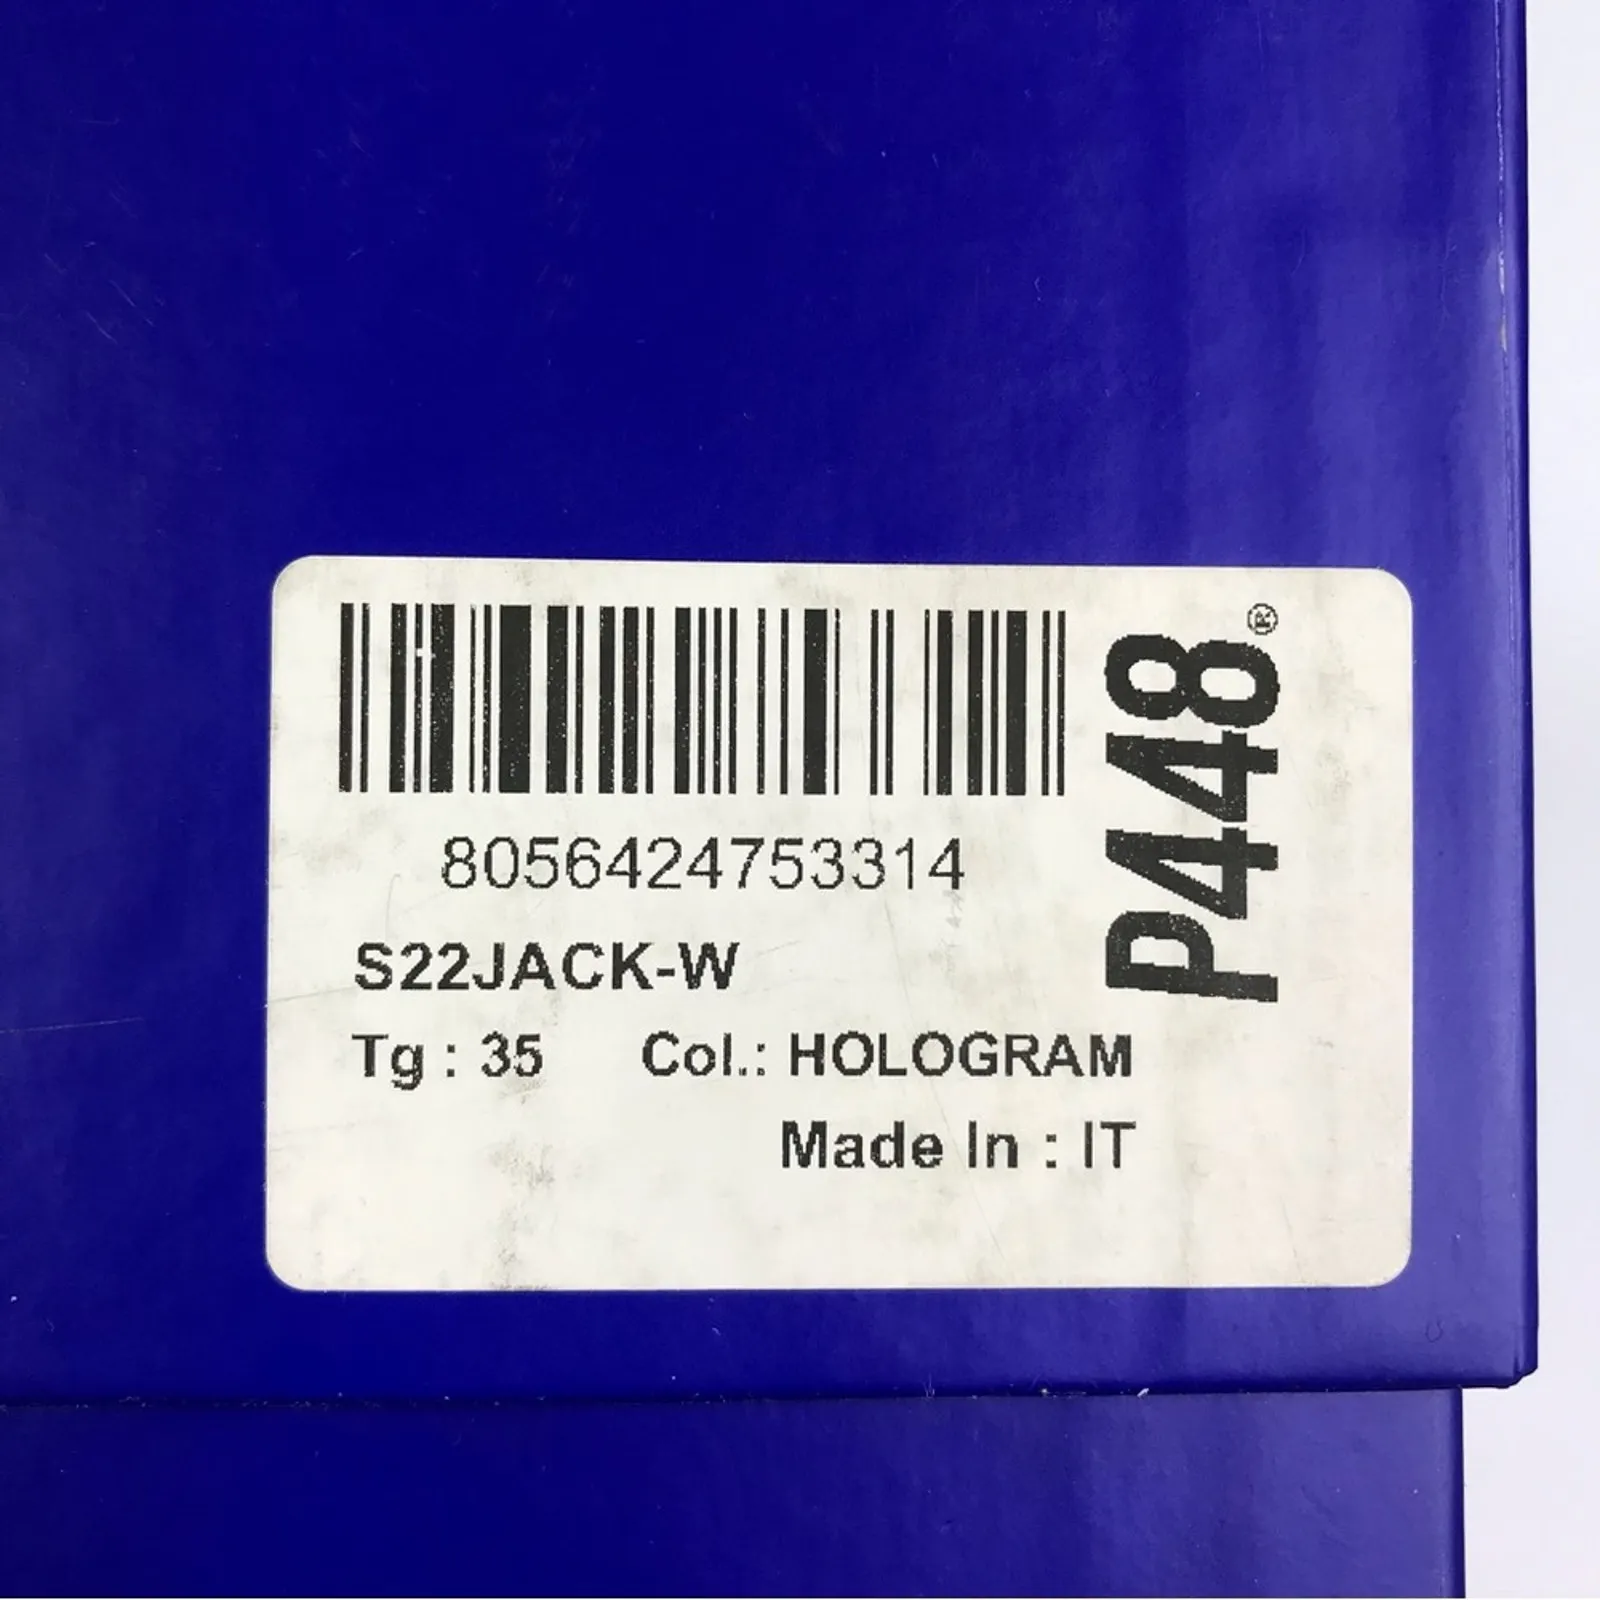 8056424753314
S22JACK-W
Tg : 35 Col.: HOLOGRAM
Made In : IT
P448®